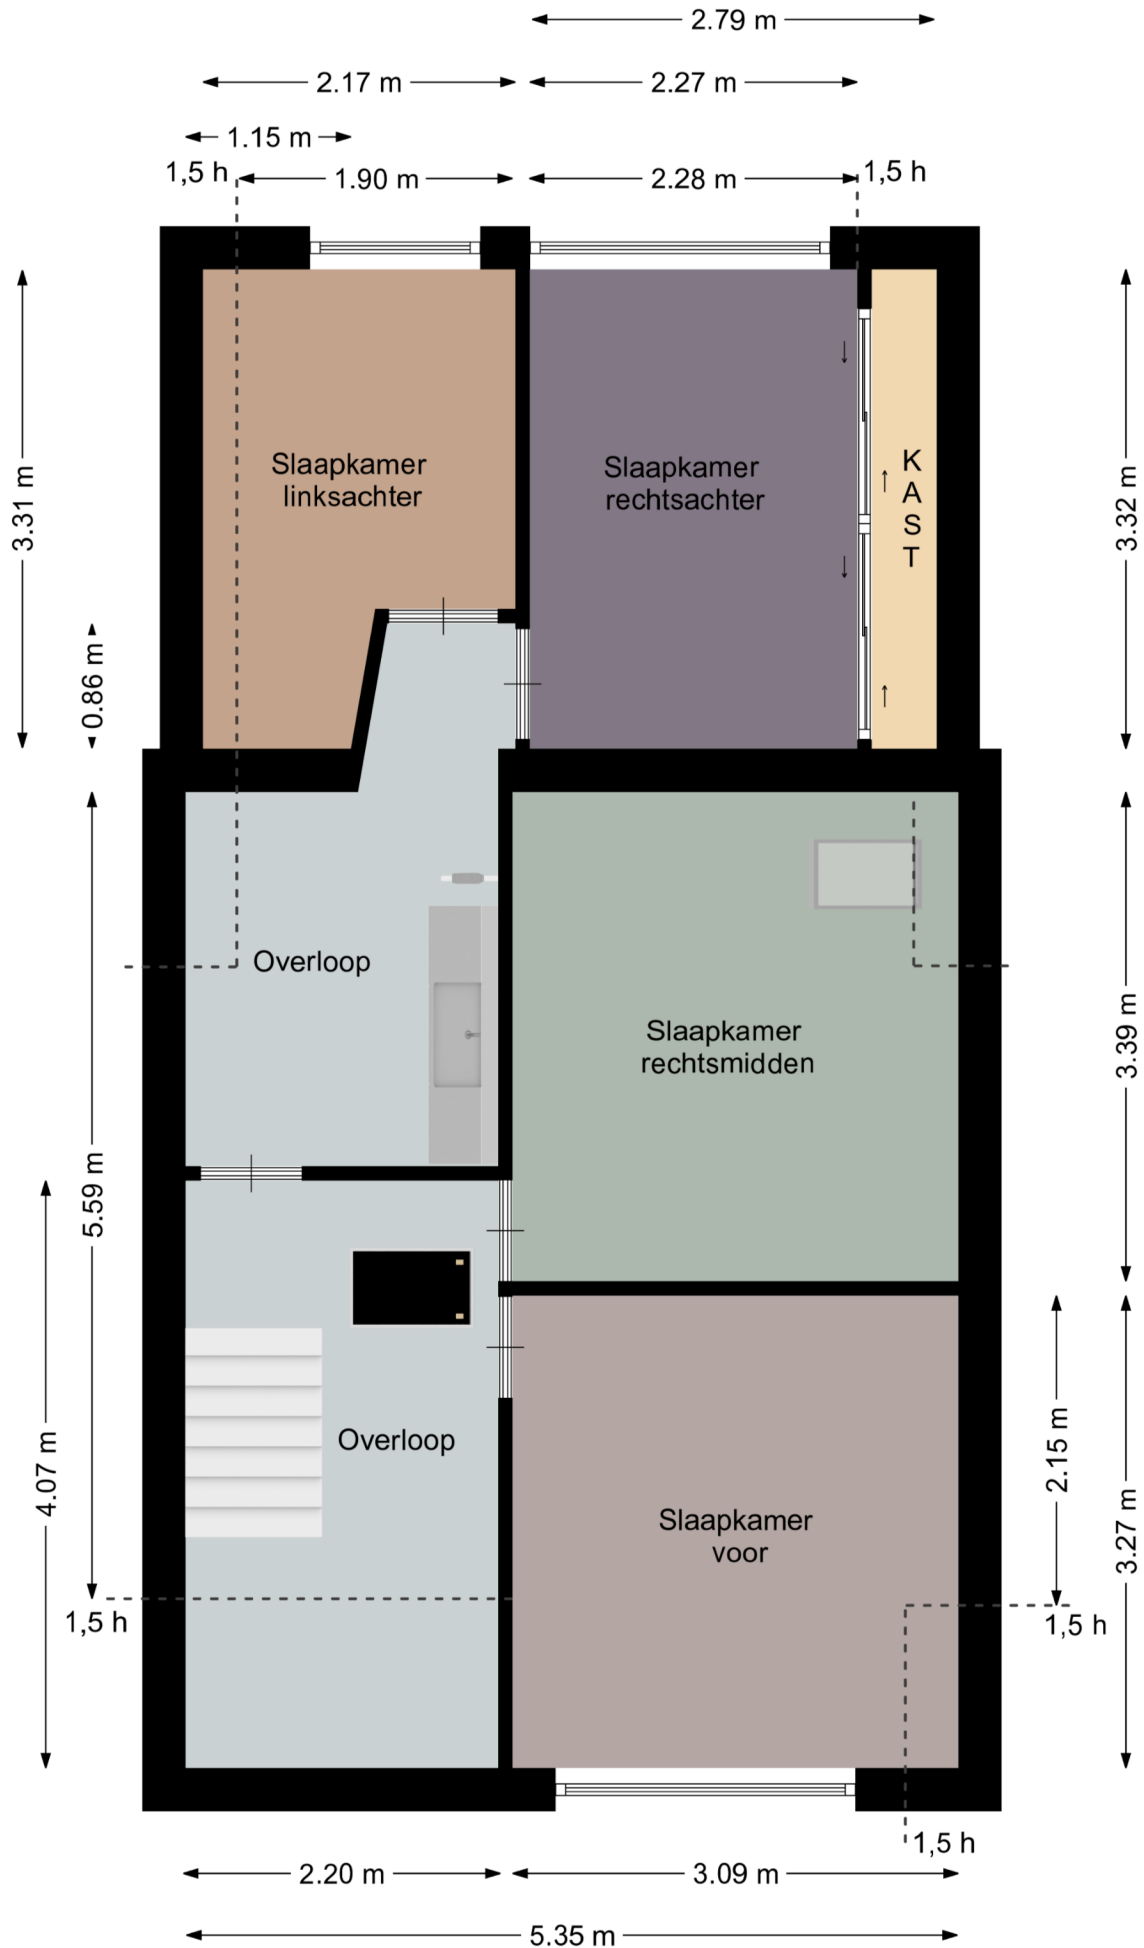 2.79 m
2.17 m
2.27 m
1.15 m
1,5 h
1.90 m
2.28 m
1,5 h
Slaapkamer
linksachter
Slaapkamer
rechtsachter
K
A
S
T
3.31 m
3.32 m
0.86 m
Overloop
Slaapkamer
rechtsmidden
3.39 m
5.59 m
Overloop
4.07 m
2.15 m
Slaapkamer
voor
3.27 m
1,5 h
1,5 h
1,5 h
2.20 m
3.09 m
5.35 m